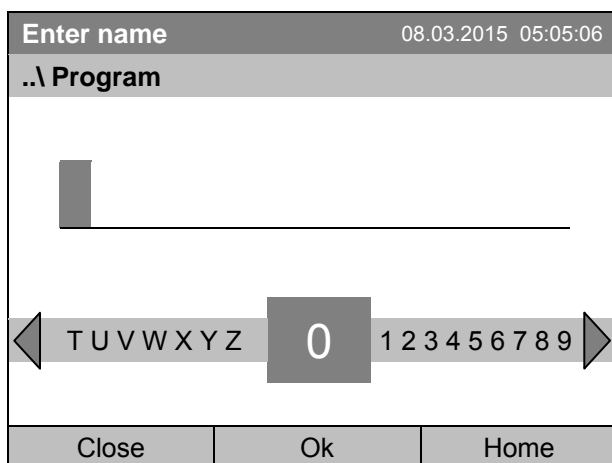 Enter name 08.03.2015 05:05:06
..\ Program
T U V W X Y Z 0 1 2 3 4 5 6 7 8 9
Close Ok Home